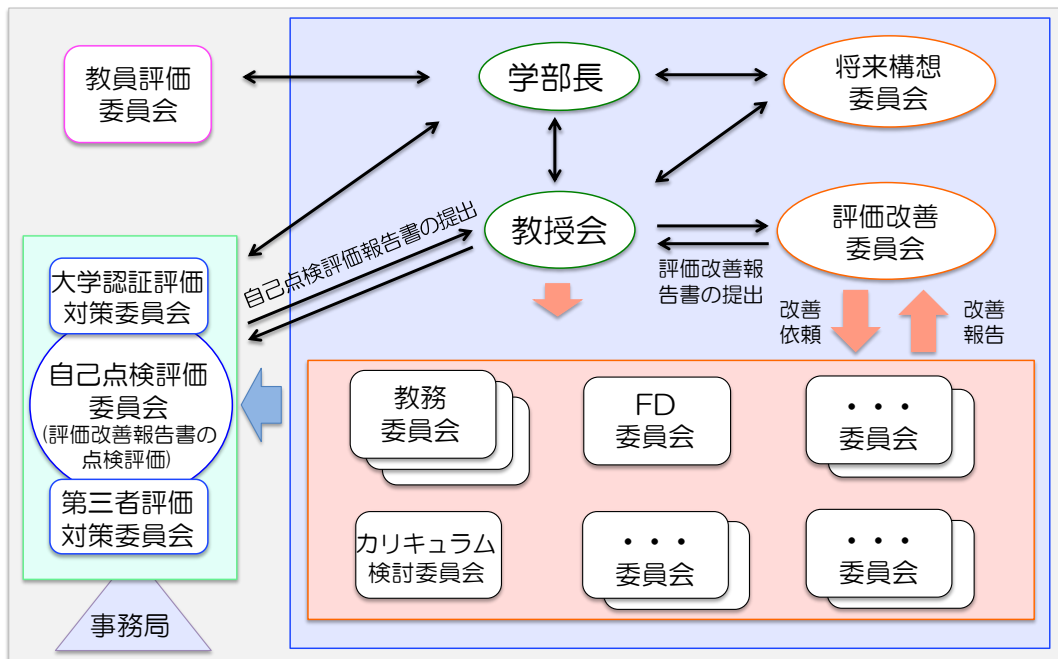 教員評価
委員会
学部長
将来構想
委員会
教授会
評価改善
委員会
自己点検評価報告書の提出
評価改善報
告書の提出
改善
依頼
改善
報告
大学認証評価
対策委員会
自己点検評価
委員会
(評価改善報告書の
点検評価)
第三者評価
対策委員会
事務局
教務
委員会
FD
委員会
・・・
委員会
カリキュラム
検討委員会
・・・
委員会
・・・
委員会